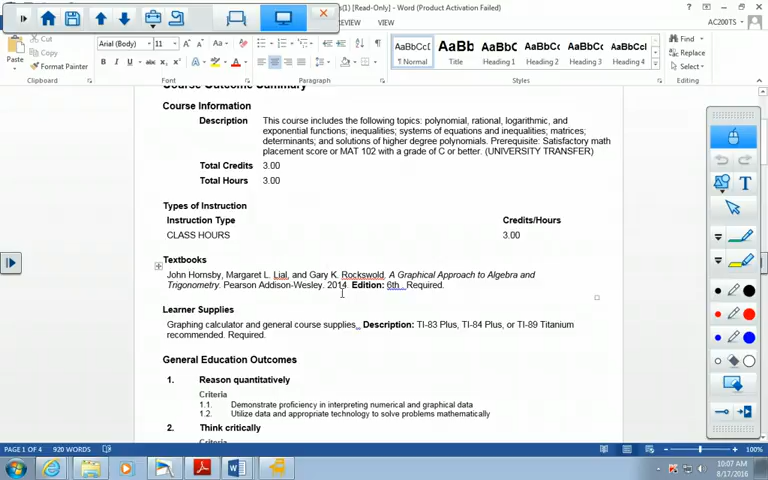 (1) [Read-Only] - Word (Product Activation Failed)
REVIEW VIEW
AC200TS
Arial (Body) 11
Paste
Format Painter
AaBbCcI AaBb AaBbC AaBbCc AaBbCc AaBbCcI
¶ Normal Title Heading 1 Heading 2 Heading 3 Heading 4
Find
Replace
Select
Clipboard Font Paragraph Styles Editing
Course Outcome Summary
Course Information
Description This course includes the following topics: polynomial, rational, logarithmic, and
exponential functions; inequalities; systems of equations and inequalities; matrices;
determinants; and solutions of higher degree polynomials. Prerequisite: Satisfactory math
placement score or MAT 102 with a grade of C or better. (UNIVERSITY TRANSFER)
Total Credits 3.00
Total Hours 3.00
Types of Instruction
Instruction Type Credits/Hours
CLASS HOURS 3.00
Textbooks
John Hornsby, Margaret L. Lial, and Gary K. Rockswold, A Graphical Approach to Algebra and
Trigonometry. Pearson Addison-Wesley. 2014. Edition: 6th . Required.
Learner Supplies
Graphing calculator and general course supplies_ Description: TI-83 Plus, TI-84 Plus, or TI-89 Titanium
recommended. Required.
General Education Outcomes
1. Reason quantitatively
Criteria
1.1. Demonstrate proficiency in interpreting numerical and graphical data
1.2. Utilize data and appropriate technology to solve problems mathematically
2. Think critically
Criteria
PAGE 1 OF 4 920 WORDS 100%
10:07 AM
8/17/2016